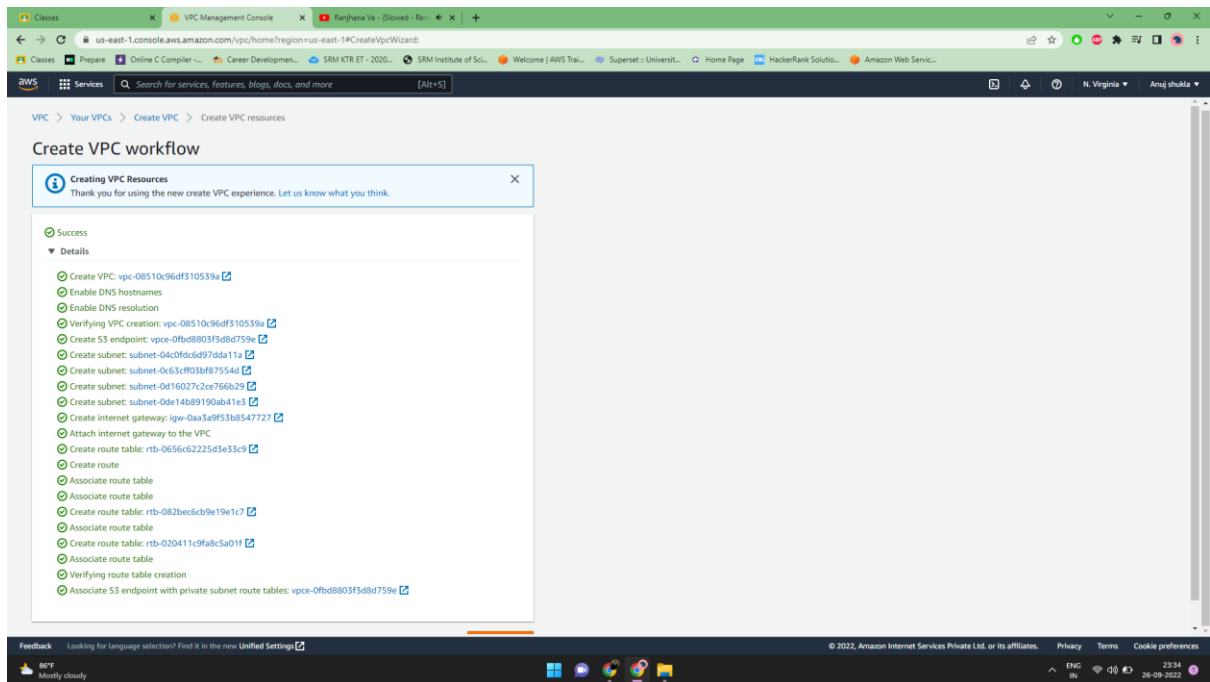 Classes
VPC Management Console
Ranjhana Ve - (Slowed - Rev
us-east-1.console.aws.amazon.com/vpc/home?region=us-east-1#CreateVpcWizard:
Classes Prepare Online C Compiler -... Career Developmen... SRM KTR ET - 2020... SRM Institute of Sci... Welcome | AWS Trai... Superset :: Universit... Home Page HackerRank Solutio... Amazon Web Servic...
aws Services Search for services, features, blogs, docs, and more [Alt+S] N. Virginia ▼ Anuj shukla ▼
VPC > Your VPCs > Create VPC > Create VPC resources
Create VPC workflow
Creating VPC Resources
Thank you for using the new create VPC experience. Let us know what you think.
Success
▼ Details
Create VPC: vpc-08510c96df310539a
Enable DNS hostnames
Enable DNS resolution
Verifying VPC creation: vpc-08510c96df310539a
Create S3 endpoint: vpce-0fbd8803f3d8d759e
Create subnet: subnet-04c0fdc6d97dda11a
Create subnet: subnet-0c63cff03bf87554d
Create subnet: subnet-0d16027c2ce766b29
Create subnet: subnet-0de14b89190ab41e3
Create internet gateway: igw-0aa3a9f53b8547727
Attach internet gateway to the VPC
Create route table: rtb-0656c62225d3e33c9
Create route
Associate route table
Associate route table
Create route table: rtb-082bec6cb9e19e1c7
Associate route table
Create route table: rtb-020411c9fa8c5a01f
Associate route table
Verifying route table creation
Associate S3 endpoint with private subnet route tables: vpce-0fbd8803f3d8d759e
Feedback Looking for language selection? Find it in the new Unified Settings © 2022, Amazon Internet Services Private Ltd. or its affiliates. Privacy Terms Cookie preferences
86°F
Mostly cloudy
ENG
IN
23:34
26-09-2022
1